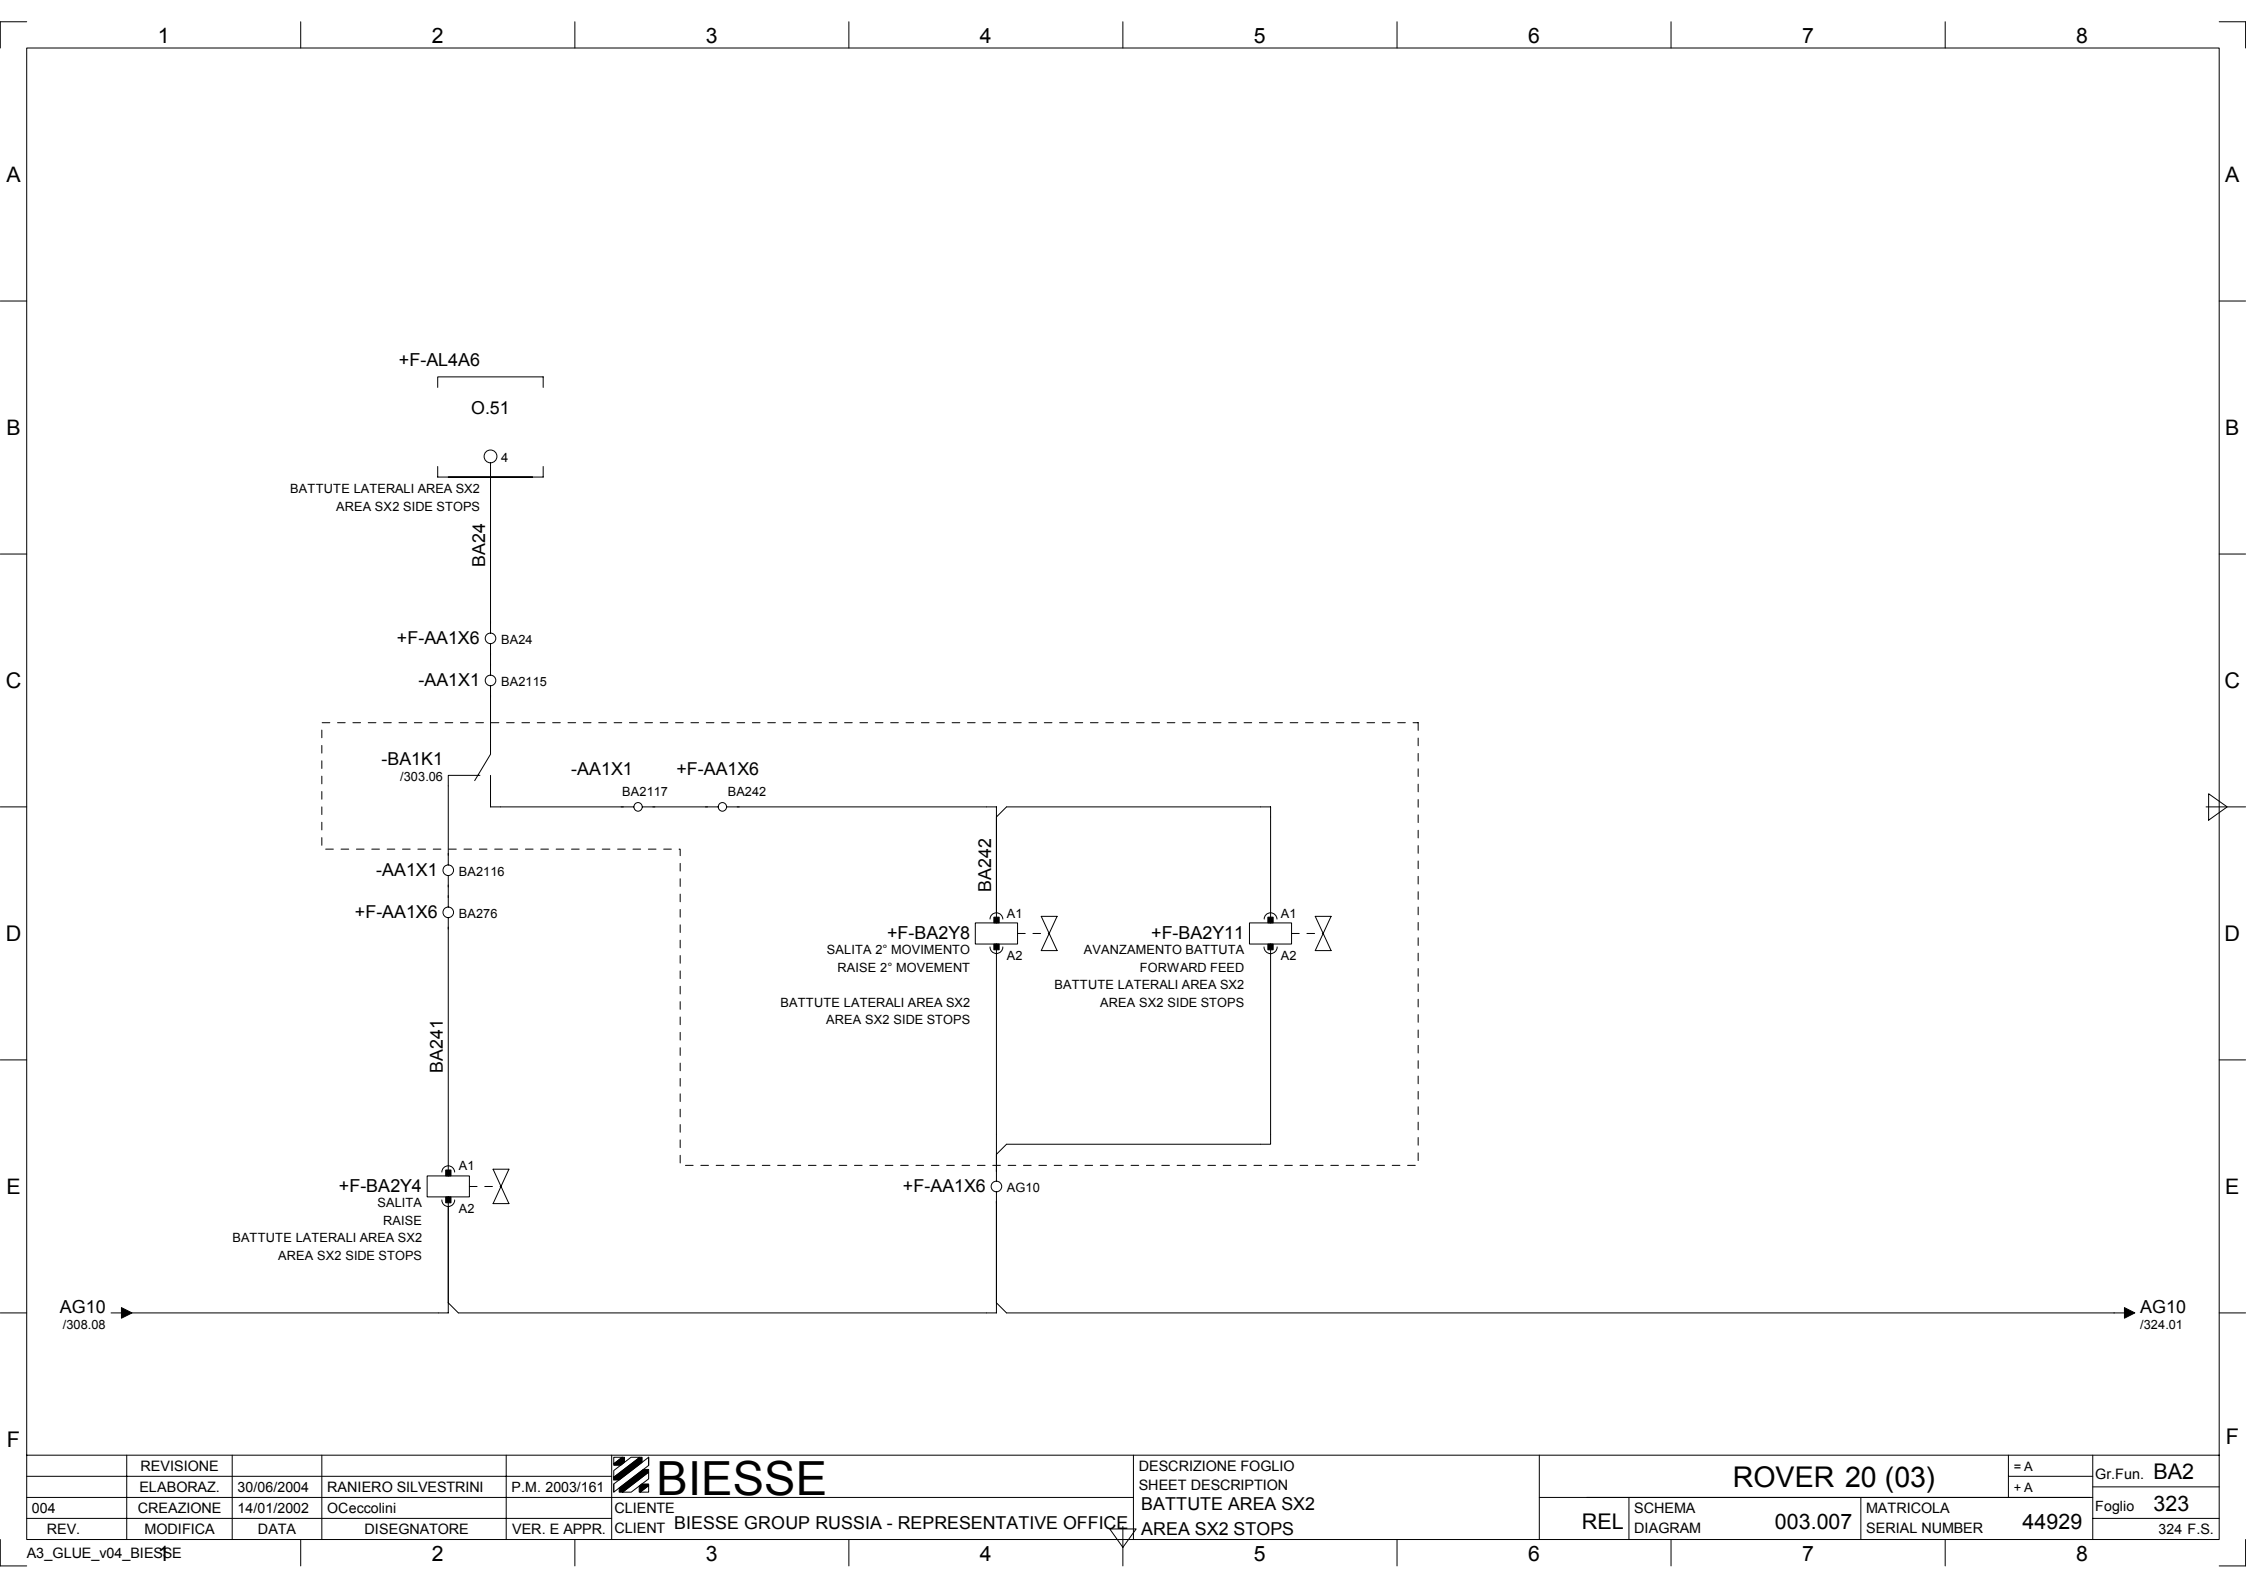 1 2 3 4 5 6 7 8
A A
+F-AL4A6
O.51
B B
4
BATTUTE LATERALI AREA SX2
AREA SX2 SIDE STOPS
BA24
+F-AA1X6 BA24
C C
-AA1X1 BA2115
-BA1K1
/303.06
-AA1X1 +F-AA1X6
BA2117 BA242
BA242
-AA1X1 BA2116
+F-AA1X6 BA276
D D
A1 A1
+F-BA2Y8 +F-BA2Y11
SALITA 2° MOVIMENTO AVANZAMENTO BATTUTA
A2 A2
RAISE 2° MOVEMENT FORWARD FEED
BATTUTE LATERALI AREA SX2
AREA SX2 SIDE STOPS
BATTUTE LATERALI AREA SX2
AREA SX2 SIDE STOPS
BA241
A1
+F-BA2Y4
A2
SALITA
RAISE
BATTUTE LATERALI AREA SX2
AREA SX2 SIDE STOPS
E E
+F-AA1X6 AG10
AG10 AG10
/308.08 /324.01
F F
REVISIONE
ELABORAZ. 30/06/2004 RANIERO SILVESTRINI P.M. 2003/161
004 CREAZIONE 14/01/2002 OCeccolini
REV. MODIFICA DATA DISEGNATORE VER. E APPR.
BIESSE
CLIENTE
CLIENT BIESSE GROUP RUSSIA - REPRESENTATIVE OFFICE
DESCRIZIONE FOGLIO
SHEET DESCRIPTION
BATTUTE AREA SX2
AREA SX2 STOPS
ROVER 20 (03)
REL SCHEMA
DIAGRAM 003.007
MATRICOLA
SERIAL NUMBER 44929
= A
+ A
Gr.Fun. BA2
Foglio 323
324 F.S.
A3_GLUE_v04_BIESSE
1 2 3 4 5 6 7 8